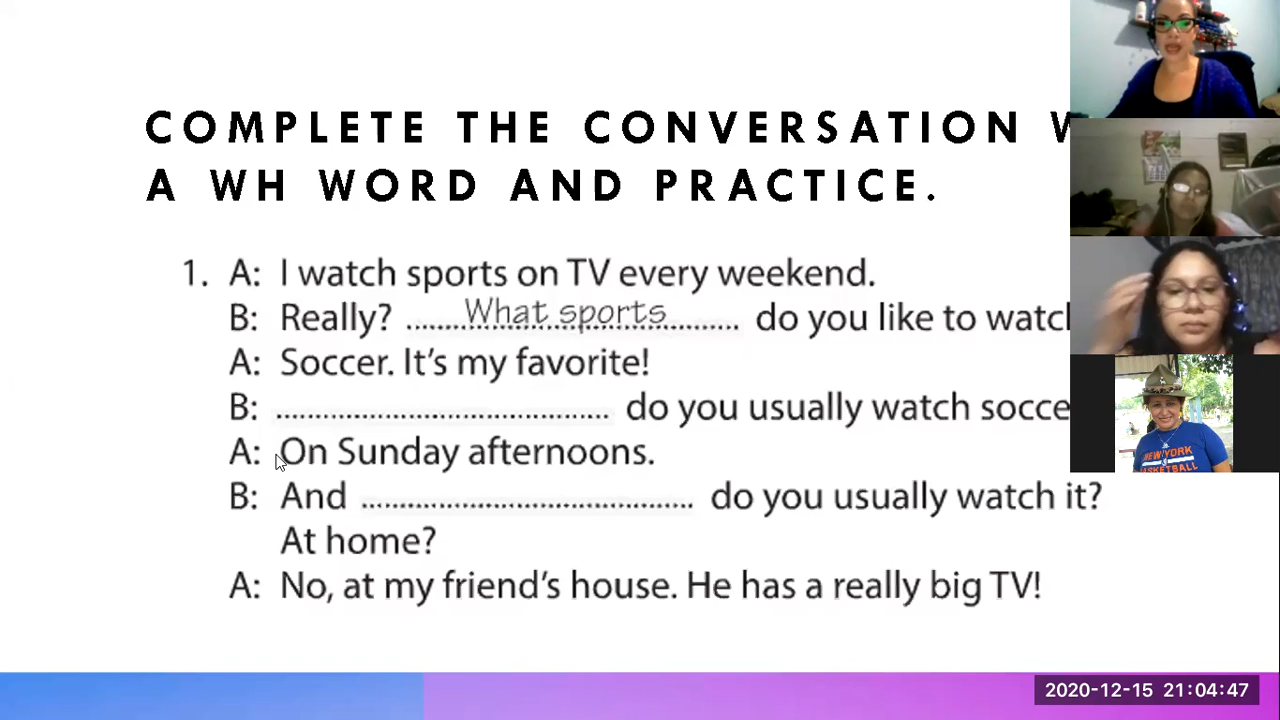 COMPLETE THE CONVERSATION
A WH WORD AND PRACTICE.
1. A: I watch sports on TV every weekend.
B: Really? What sports do you like to
A: Soccer. It's my favorite!
B: ........ do you usually watch
A: On Sunday afternoons.
B: And ........ do you usually watch it?
At home?
A: No, at my friend's house. He has a really big TV!
NEW YORK
BASKETBALL
2020-12-15 21:04:47